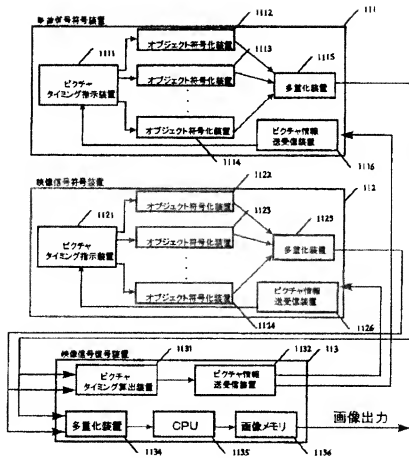 映像信号符号装置
111
1111
ピクチャ
タイミング指示装置
1112
オブジェクト符号化装置
1113
オブジェクト符号化装置
オブジェクト符号化装置
1114
1115
多重化装置
ピクチャ情報
送受信装置
1116
映像信号符号装置
112
1121
ピクチャ
タイミング指示装置
1122
オブジェクト符号化装置
1123
オブジェクト符号化装置
オブジェクト符号化装置
1124
1125
多重化装置
ピクチャ情報
送受信装置
1126
映像信号復号装置
113
1131
ピクチャ
タイミング算出装置
1132
ピクチャ情報
送受信装置
多重化装置
1134
CPU
1135
画像メモリ
1136
画像出力